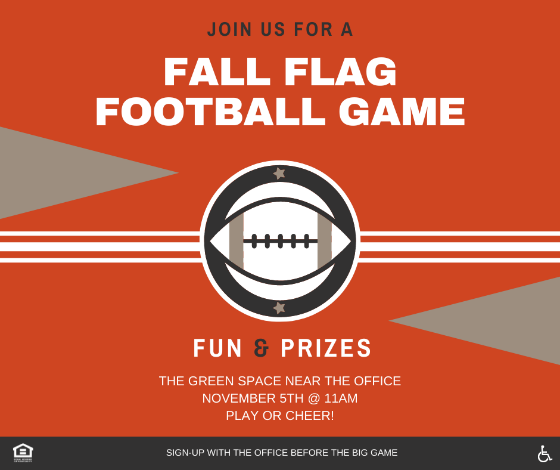 JOIN US FOR A
FALL FLAG
FOOTBALL GAME
FUN & PRIZES
THE GREEN SPACE NEAR THE OFFICE
NOVEMBER 5TH @ 11AM
PLAY OR CHEER!
SIGN-UP WITH THE OFFICE BEFORE THE BIG GAME